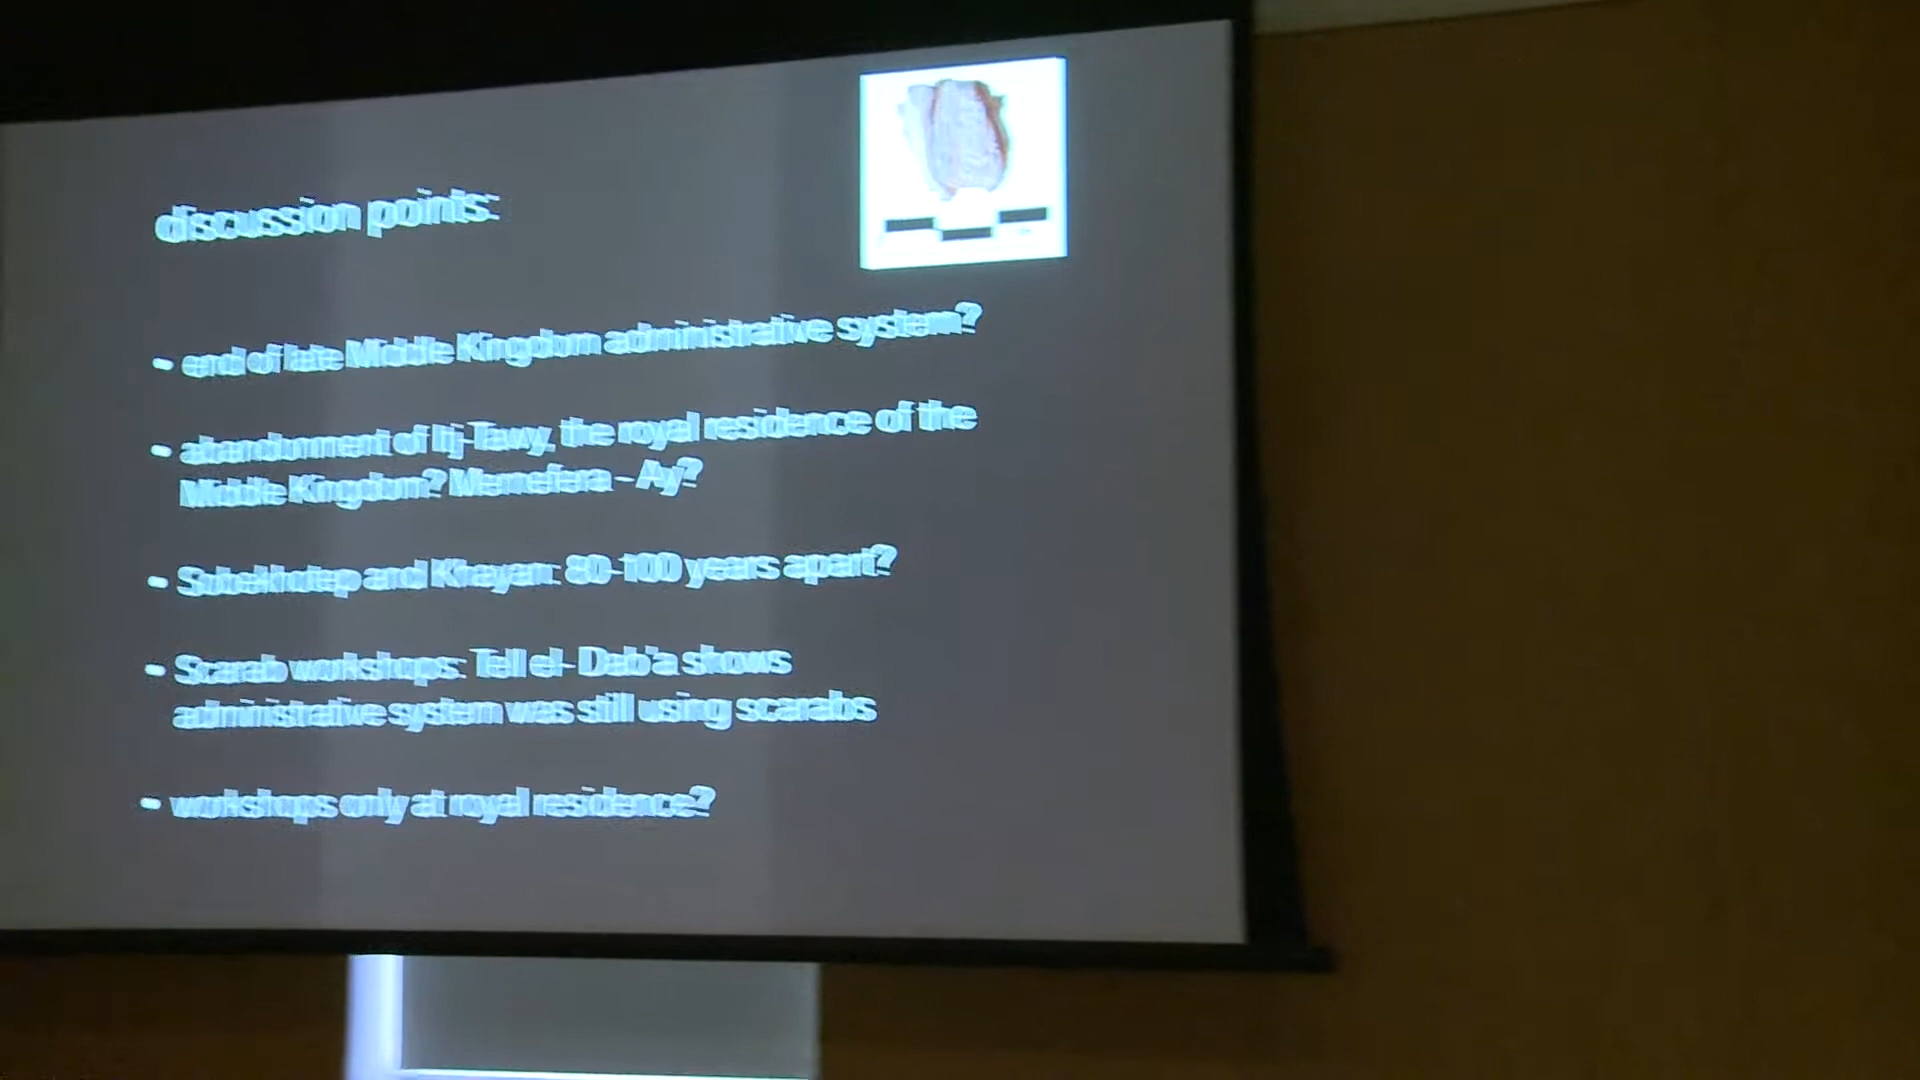 discussion points:
- end of late Middle Kingdom administrative system?
- abandonment of Itj-Tawy, the royal residence of the
Middle Kingdom? Merneferra - Ay?
- Sobekhotep and Khayan: 80-100 years apart?
- Scarab workshops: Tell el- Dab'a shows
administrative system was still using scarabs
- workshops only at royal residence?